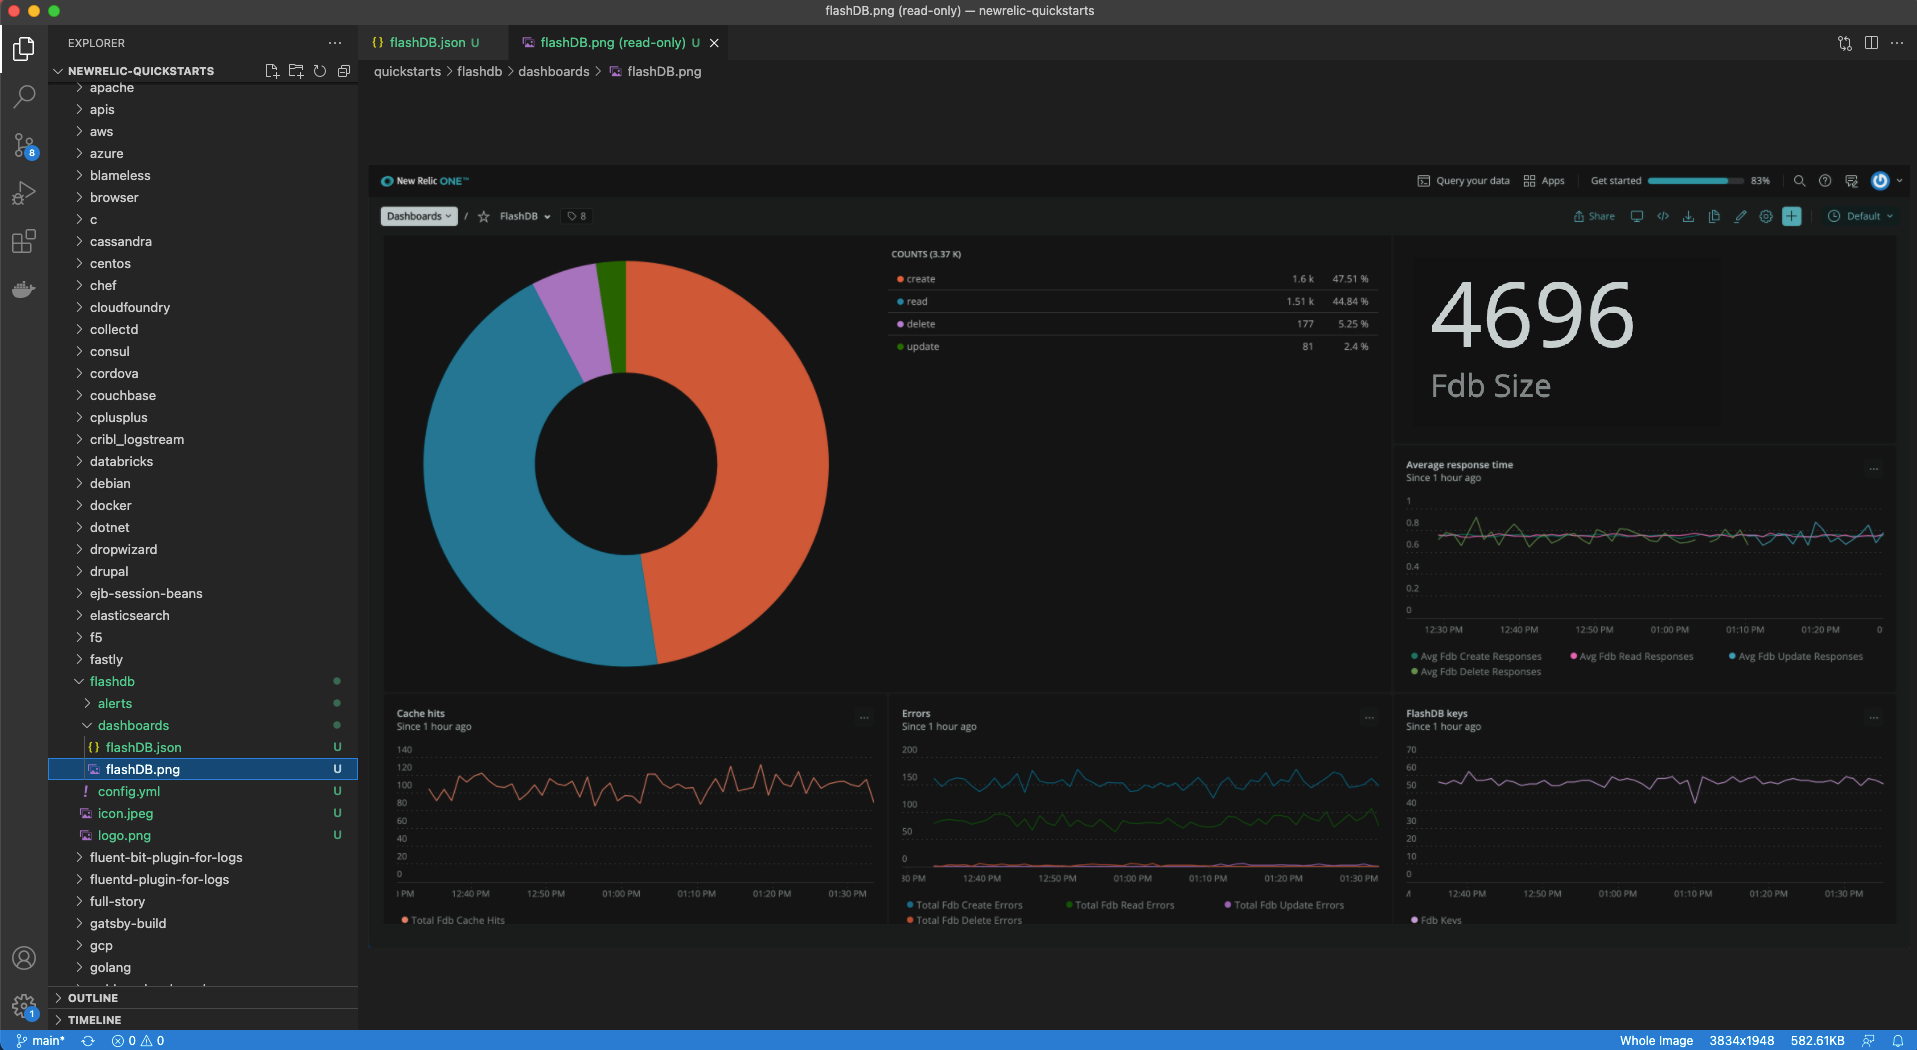 flashDB.png (read-only) — newrelic-quickstarts
EXPLORER
NEWRELIC-QUICKSTARTS
apache
apis
aws
azure
blameless
browser
c
cassandra
centos
chef
cloudfoundry
collectd
consul
cordova
couchbase
cplusplus
cribl_logstream
databricks
debian
docker
dotnet
dropwizard
drupal
ejb-session-beans
elasticsearch
f5
fastly
flashdb
alerts
dashboards
{} flashDB.json U
flashDB.png U
! config.yml U
icon.jpeg U
logo.png U
fluent-bit-plugin-for-logs
fluentd-plugin-for-logs
full-story
gatsby-build
gcp
golang
OUTLINE
TIMELINE
8
1
{} flashDB.json U
flashDB.png (read-only) U
quickstarts > flashdb > dashboards > flashDB.png
New Relic ONE™
Query your data Apps Get started 83%
Dashboards / FlashDB 8
Share Default
COUNTS (3.37 K)
create 1.6 k 47.51 %
read 1.51 k 44.84 %
delete 177 5.25 %
update 81 2.4 %
4696
Fdb Size
Average response time
Since 1 hour ago
1
0.8
0.6
0.4
0.2
0
12:30 PM 12:40 PM 12:50 PM 01:00 PM 01:10 PM 01:20 PM 0
Avg Fdb Create Responses Avg Fdb Read Responses Avg Fdb Update Responses
Avg Fdb Delete Responses
Cache hits
Since 1 hour ago
140
120
100
80
60
40
20
0
PM 12:40 PM 12:50 PM 01:00 PM 01:10 PM 01:20 PM 01:30 PM
Total Fdb Cache Hits
Errors
Since 1 hour ago
200
150
100
50
0
30 PM 12:40 PM 12:50 PM 01:00 PM 01:10 PM 01:20 PM 01:30 PM
Total Fdb Create Errors Total Fdb Read Errors Total Fdb Update Errors
Total Fdb Delete Errors
FlashDB keys
Since 1 hour ago
70
60
50
40
30
20
10
0
M 12:40 PM 12:50 PM 01:00 PM 01:10 PM 01:20 PM 01:30 PM
Fdb Keys
main* 0 0
Whole Image 3834x1948 582.61KB